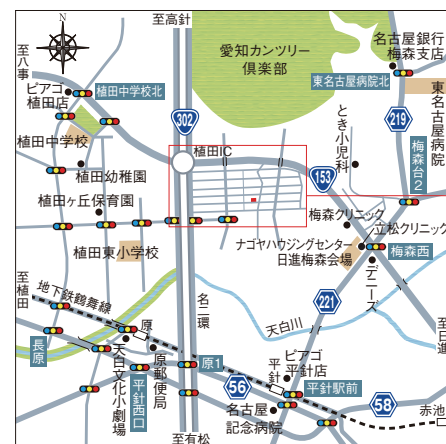 至高針
至八事
ピアゴ
植田店
植田中学校北
愛知カンツリー
倶楽部
名古屋銀行
梅森支店
東名古屋病院北
東名古屋病院
302
219
植田中学校
植田IC
とき小児科
153
梅森台2
植田幼稚園
植田ヶ丘保育園
梅森クリニック
立松クリニック
植田東小学校
ナゴヤハウジングセンター
日進梅森会場
梅森西
デニーズ
至植田
地下鉄鶴舞線
名二環
天白川
221
至日進
長原
原
天白文化小劇場
平針西口
原郵便局
原1
56
平針
ピアゴ
平針店
平針駅前
名古屋
記念病院
58
赤池
至有松